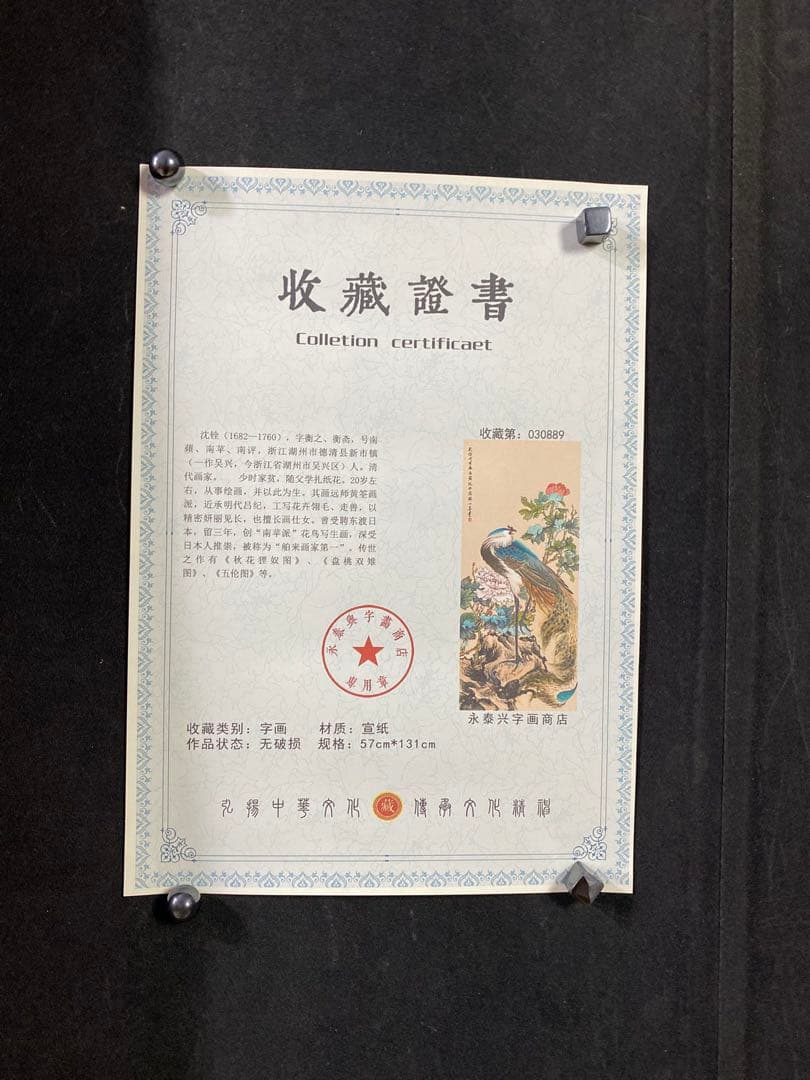 收藏證書
Colletion certificaet
沈铨（1682—1760），字衡之、衡斋，号南
蘋、南苹、南评，浙江湖州市德清县新市镇
（一作吴兴，今浙江省湖州市吴兴区）人。清
代画家。 少时家贫，随父学扎纸花。20岁左
右，从事绘画，并以此为生。其画远师黄筌画
派，近承明代吕纪，工写花卉翎毛、走兽，以
精密妍丽见长，也擅长画仕女。曾受聘东渡日
本，留三年，创“南苹派”花鸟写生画，深受
日本人推崇，被称为“舶来画家第一”。传世
之作有《秋花狸奴图》、《盘桃双雉
图》、《五伦图》等。
收藏第：030889
永泰兴字画商店
永泰興字畵商店
專用章
收藏类别：字画 材质：宣纸
作品状态：无破损 规格：57cm*131cm
弘揚中華文化 藏 傳承文化精神